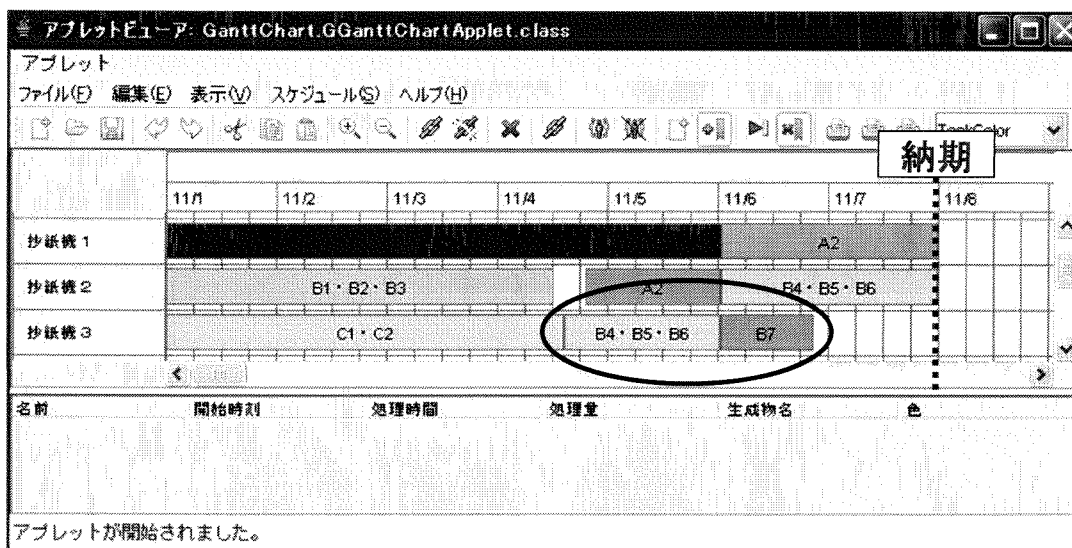 アプレットビューア: GanttChart.GGanttChartApplet.class
アプレット
ファイル(F) 編集(E) 表示(V) スケジュール(S) ヘルプ(H)
TaskColor
納期
11/1 11/2 11/3 11/4 11/5 11/6 11/7 11/8
抄紙機 1 A2
抄紙機 2 B1・B2・B3 A2 B4・B5・B6
抄紙機 3 C1・C2 B4・B5・B6 B7
名前 開始時刻 処理時間 処理量 生成物名 色
アプレットが開始されました。